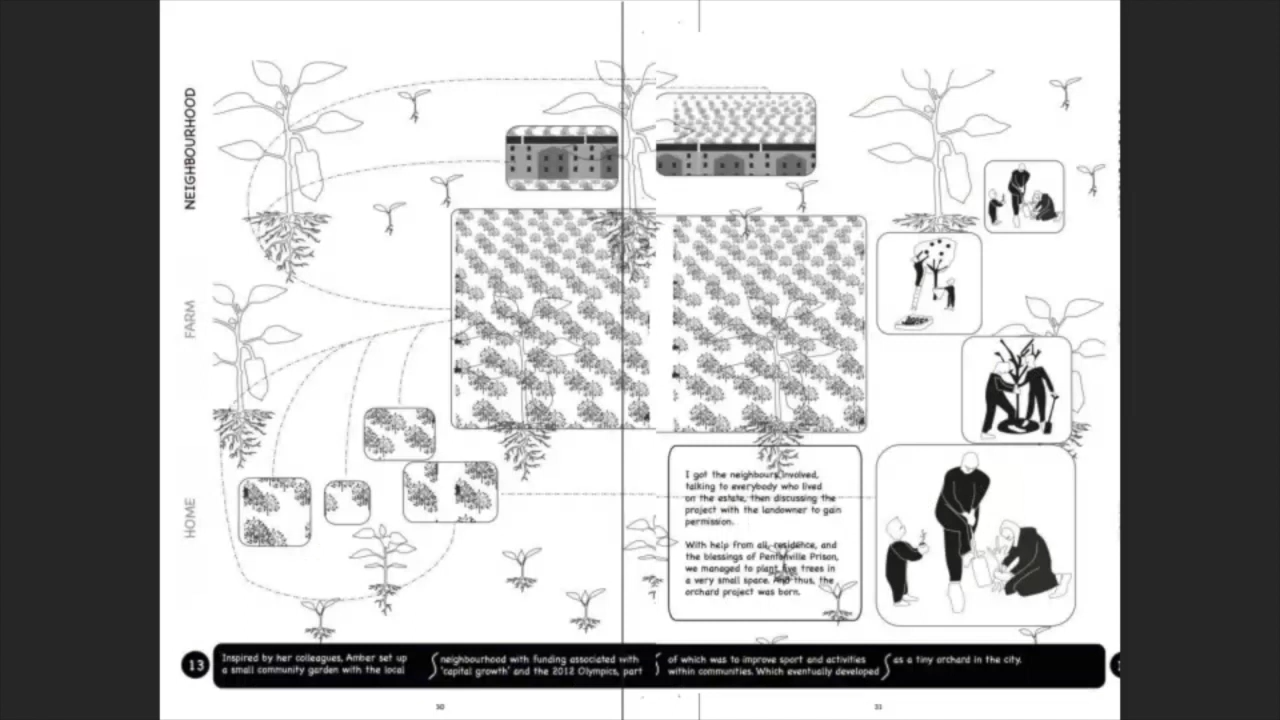 NEIGHBOURHOOD
FARM
HOME
I got the neighbours involved,
talking to everybody who lived
on the estate, then discussing the
project with the landowner to gain
permission.
With help from all, residence, and
the blessings of Pentonville Prison,
we managed to plant five trees in
a very small space. And thus, the
orchard project was born.
13
Inspired by her colleagues, Amber set up
a small community garden with the local
neighbourhood with funding associated with
'capital growth' and the 2012 Olympics, part
of which was to improve sport and activities
within communities. Which eventually developed
as a tiny orchard in the city.
30
31